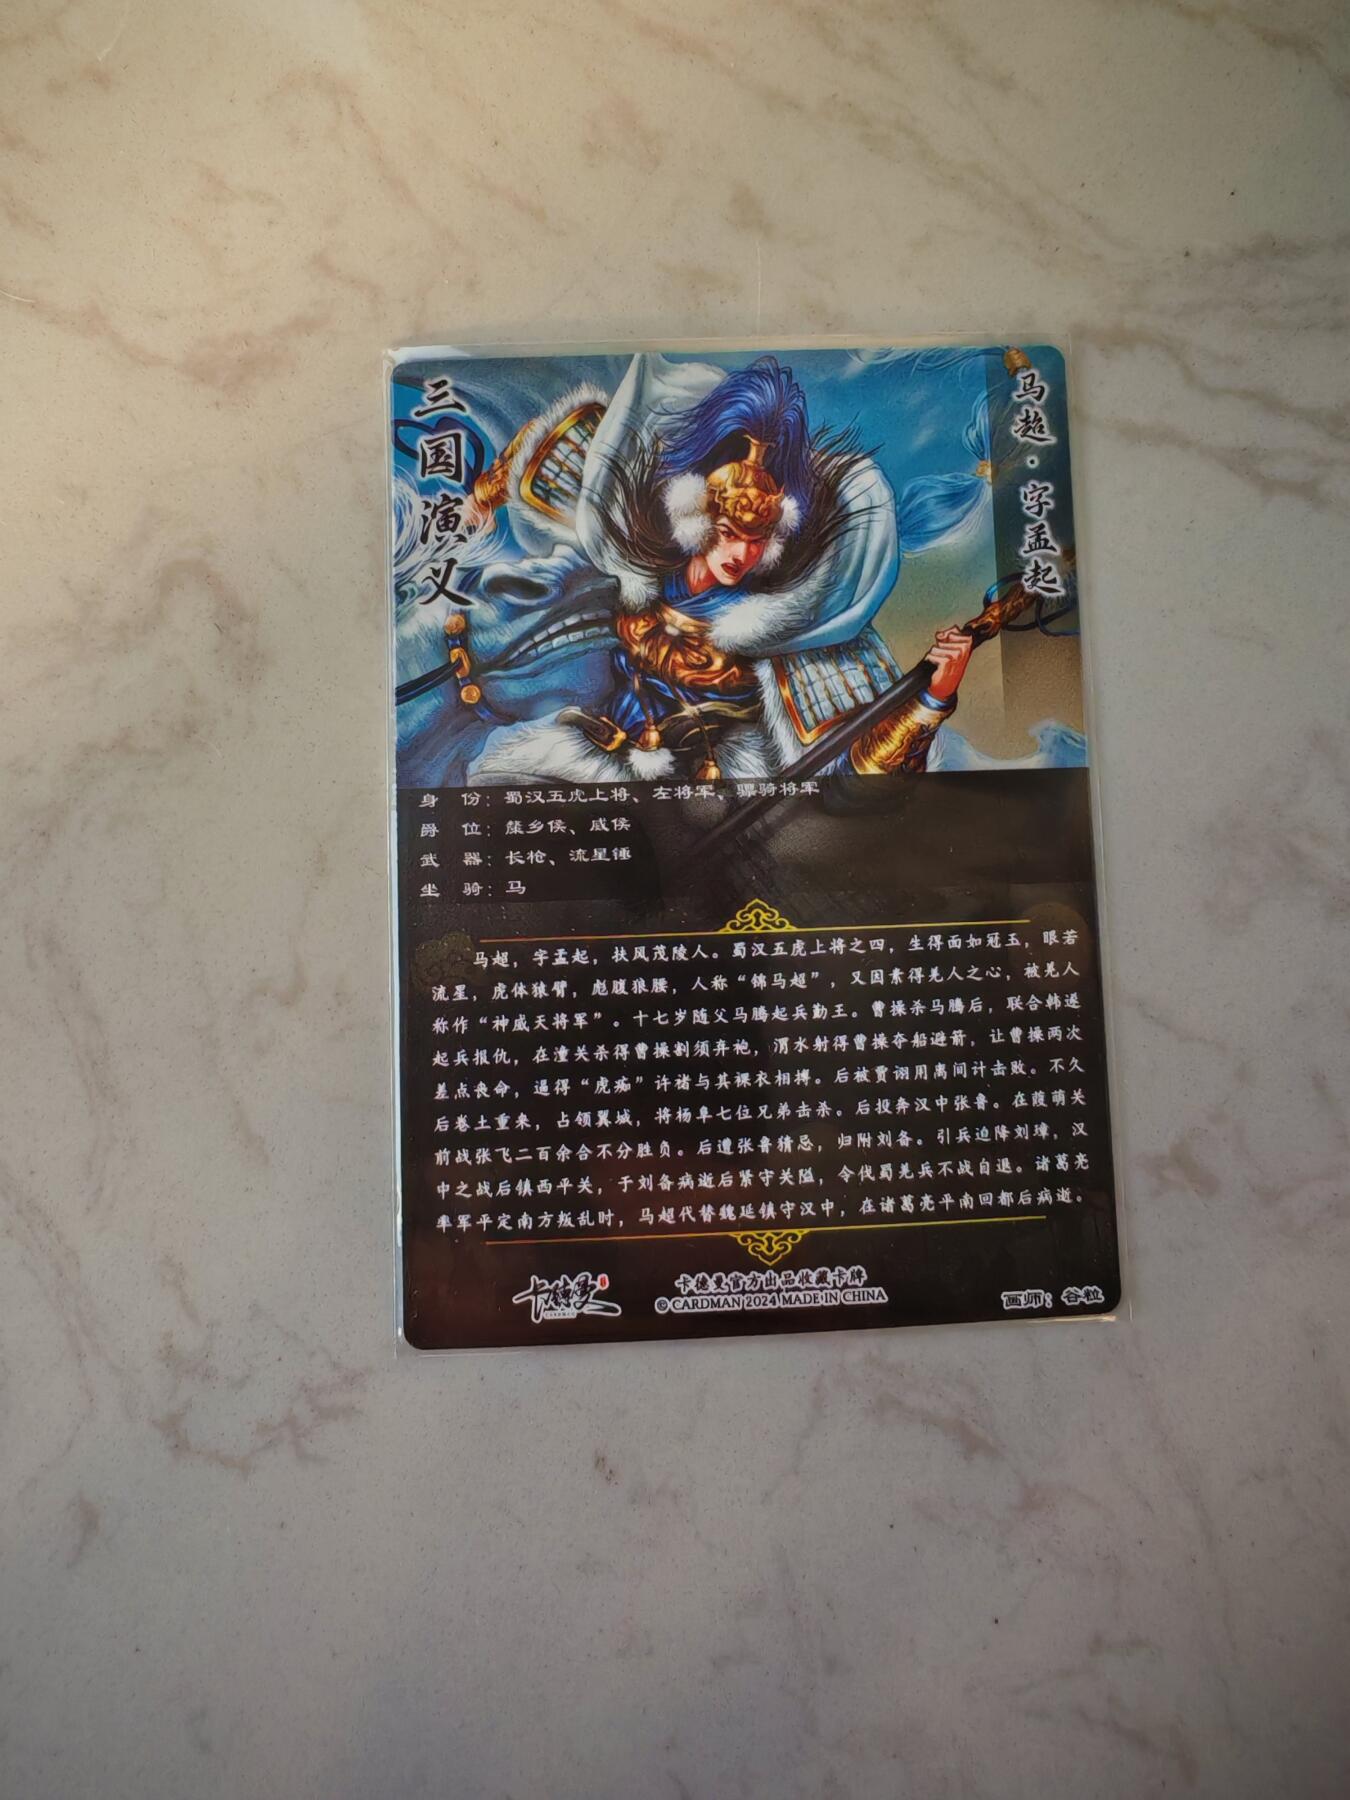 三国演义
马超·字孟起
身 份：蜀汉五虎上将、左将军、骠骑将军
爵 位：斄乡侯、威侯
武 器：长枪、流星锤
坐 骑：马
马超，字孟起，扶风茂陵人。蜀汉五虎上将之四，生得面如冠玉，眼若
流星，虎体猿臂，彪腹狼腰，人称“锦马超”，又因素得羌人之心，被羌人
称作“神威天将军”。十七岁随父马腾起兵勤王。曹操杀马腾后，联合韩遂
起兵报仇，在潼关杀得曹操割须弃袍，渭水射得曹操夺船避箭，让曹操两次
差点丧命，逼得“虎痴”许褚与其裸衣相搏。后被贾诩用离间计击败。不久
后卷土重来，占领冀城，将杨阜七位兄弟击杀。后投奔汉中张鲁。在葭萌关
前战张飞二百余合不分胜负。后遭张鲁猜忌，归附刘备。引兵迫降刘璋，汉
中之战后镇西平关，于刘备病逝后紧守关隘，令伐蜀羌兵不战自退。诸葛亮
率军平定南方叛乱时，马超代替魏延镇守汉中，在诸葛亮平南回都后病逝。
卡德曼
CARDMAN
卡德曼官方出品收藏卡牌
© CARDMAN 2024 MADE IN CHINA
画师：谷粒